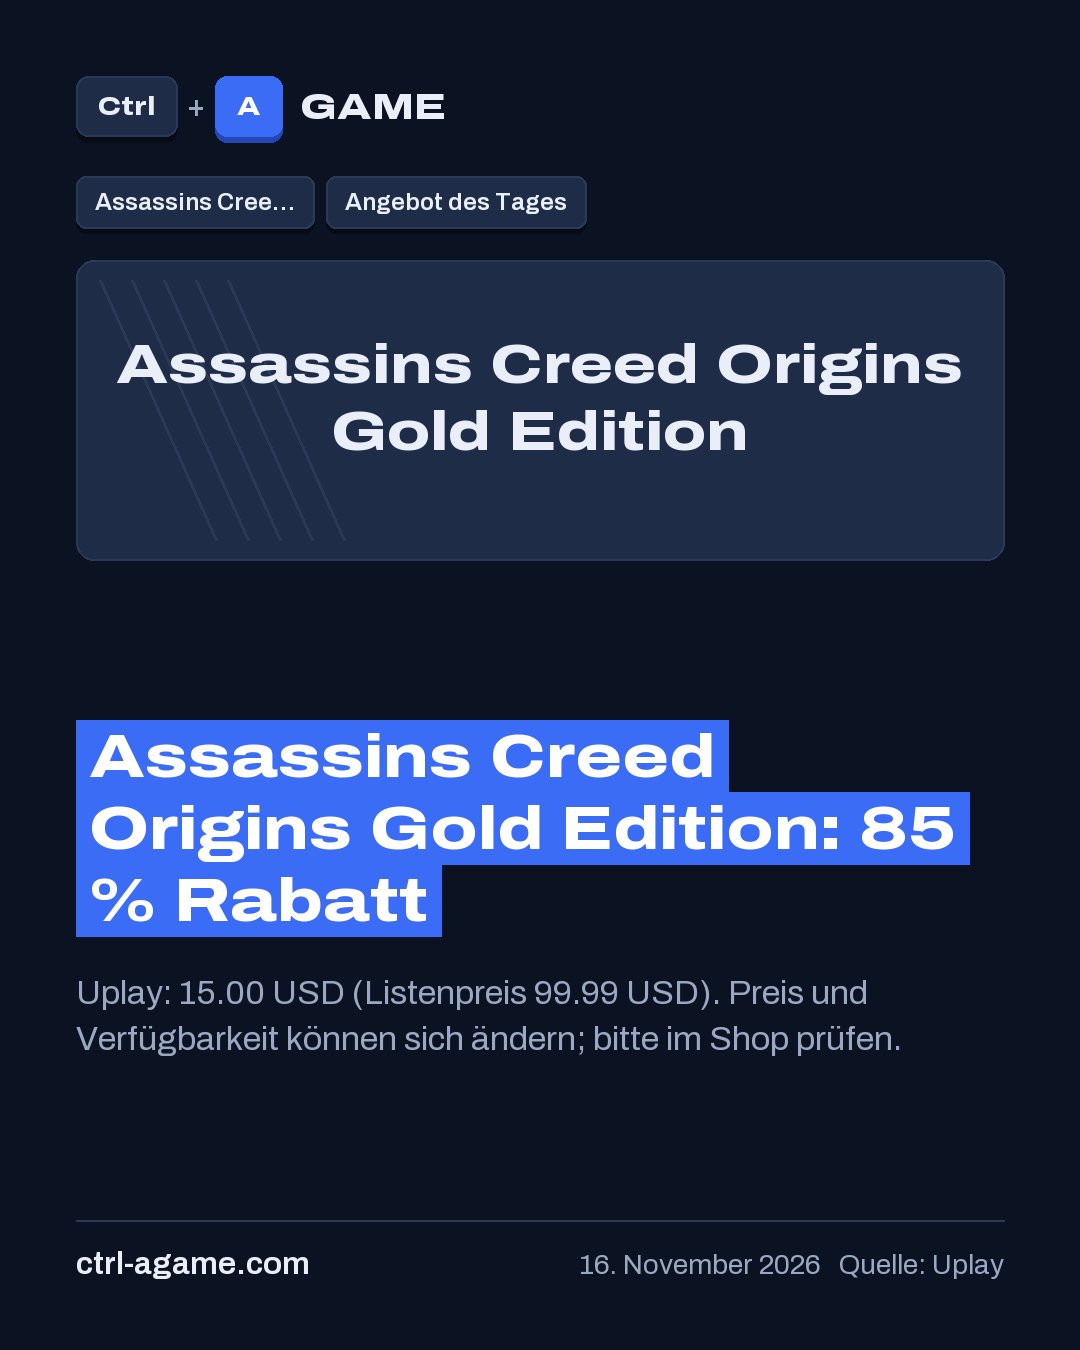 Ctrl + A GAME
Assassins Cree... Angebot des Tages
Assassins Creed Origins
Gold Edition
Assassins Creed
Origins Gold Edition: 85
% Rabatt
Uplay: 15.00 USD (Listenpreis 99.99 USD). Preis und
Verfügbarkeit können sich ändern; bitte im Shop prüfen.
ctrl-agame.com 16. November 2026 Quelle: Uplay